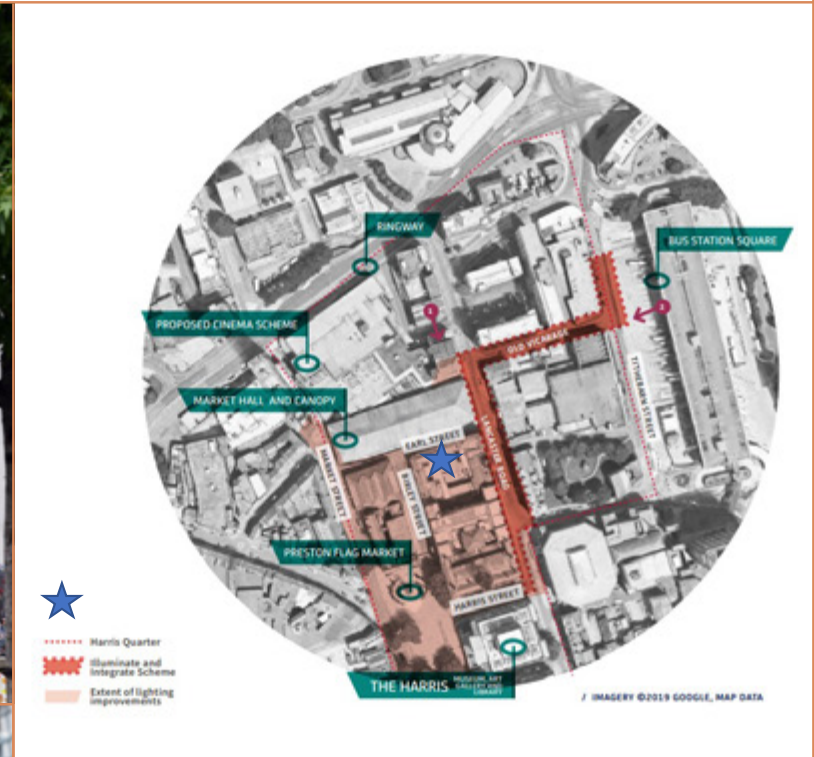 RINGWAY
BUS STATION SQUARE
PROPOSED CINEMA SCHEME
OLD VICARAGE
MARKET HALL AND CANOPY
TITHEBARN STREET
EARL STREET
LANCASTER ROAD
MARKET STREET
BIRLEY STREET
PRESTON FLAG MARKET
HARRIS STREET
THE HARRIS
MUSEUM, ART
GALLERY AND
LIBRARY
Harris Quarter
Illuminate and
Integrate Scheme
Extent of lighting
improvements
/ IMAGERY ©2019 GOOGLE, MAP DATA